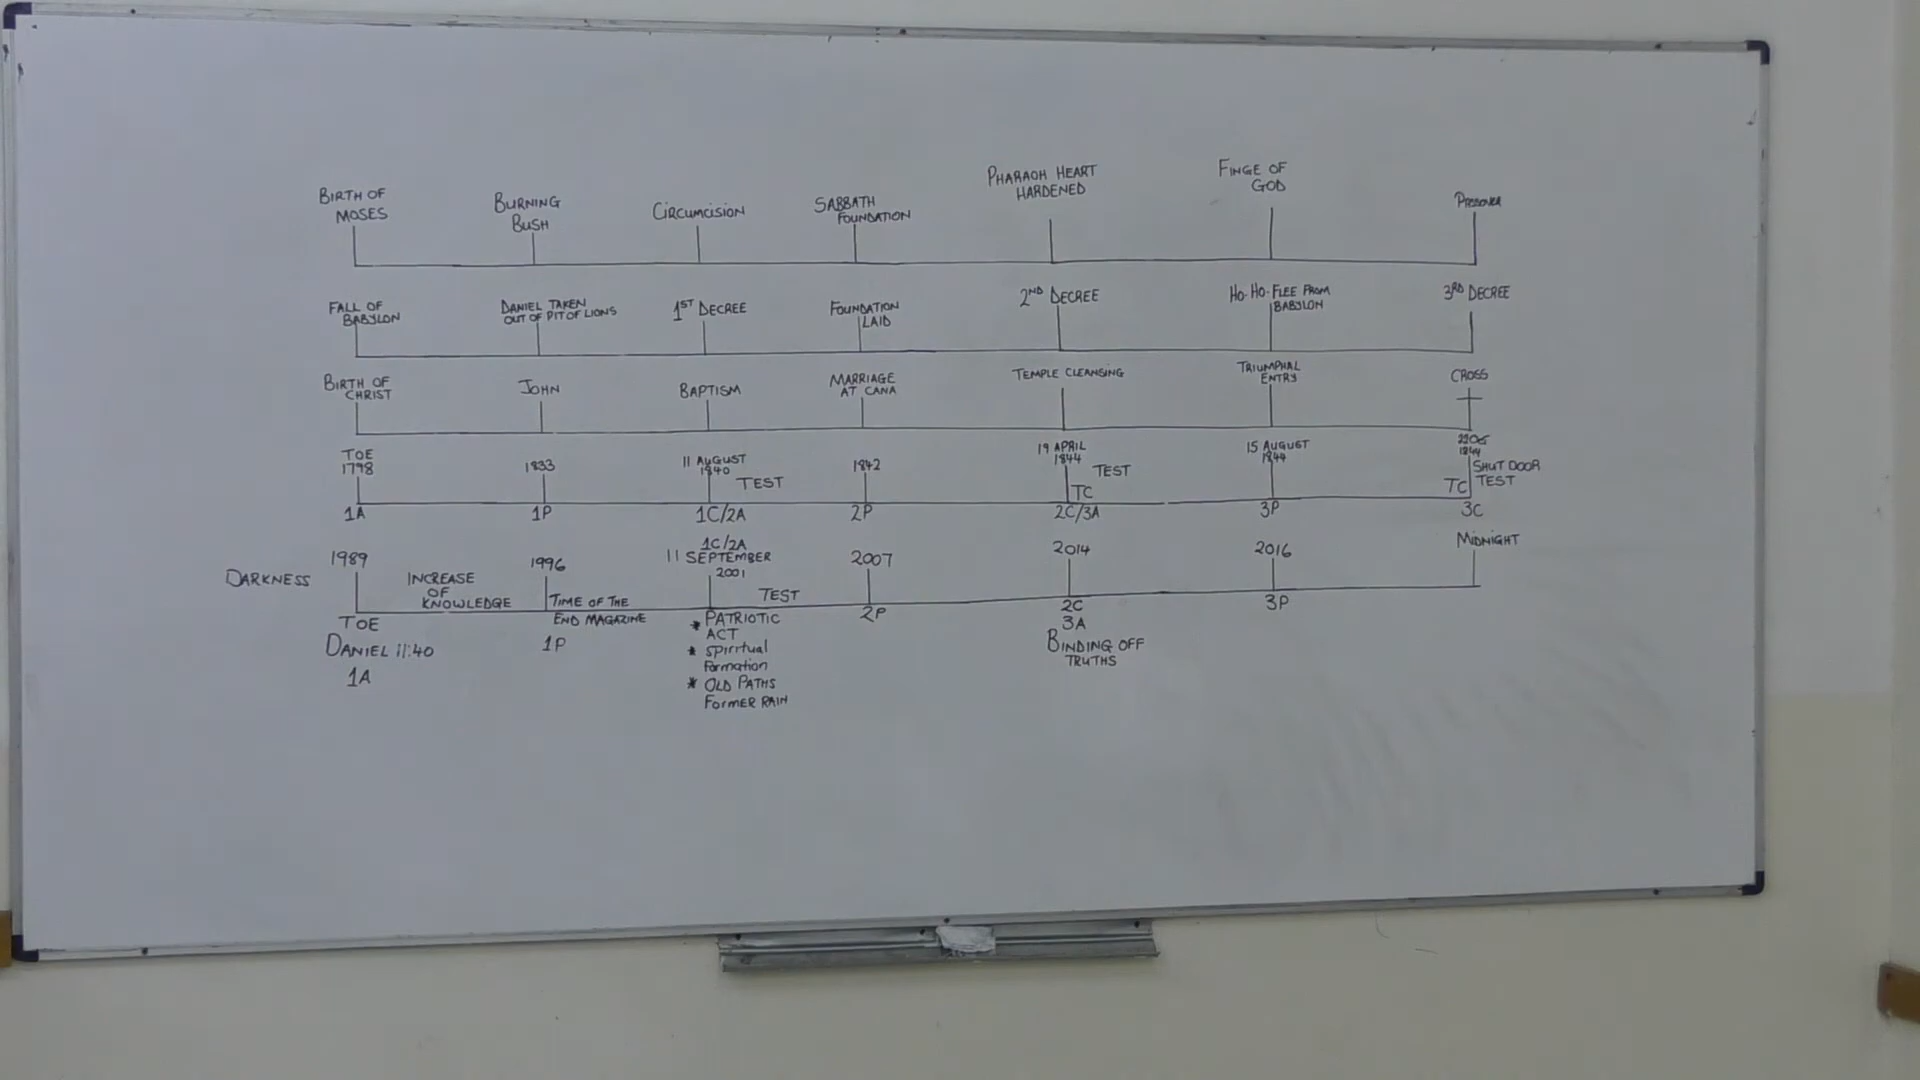 BIRTH OF
MOSES
BURNING
BUSH
CIRCUMCISION
SABBATH
FOUNDATION
PHARAOH HEART
HARDENED
FINGE OF
GOD
FALL OF
BABYLON
DANIEL TAKEN
OUT OF PIT OF LIONS
1ST DECREE
FOUNDATION
LAID
2ND DECREE
HO-HO-FLEE FROM
BABYLON
3RD DECREE
BIRTH OF
CHRIST
JOHN
BAPTISM
MARRIAGE
AT CANA
TEMPLE CLEANSING
TRIUMPHAL
ENTRY
CROSS
TOE
1798
1A
1833
1P
11 AUGUST
1840
TEST
1C/2A
1842
2P
19 APRIL
1844
TEST
TC
2C/3A
15 AUGUST
1844
3P
1844
SHUT DOOR
TEST
TC
3C
DARKNESS
1989
TOE
DANIEL 11:40
1A
INCREASE
OF
KNOWLEDGE
1996
TIME OF THE
END MAGAZINE
1P
1C/2A
11 SEPTEMBER
2001
TEST
* PATRIOTIC
ACT
* SPIRITUAL
FORMATION
* OLD PATHS
FORMER RAIN
2007
2P
2014
2C
3A
BINDING OFF
TRUTHS
2016
3P
MIDNIGHT